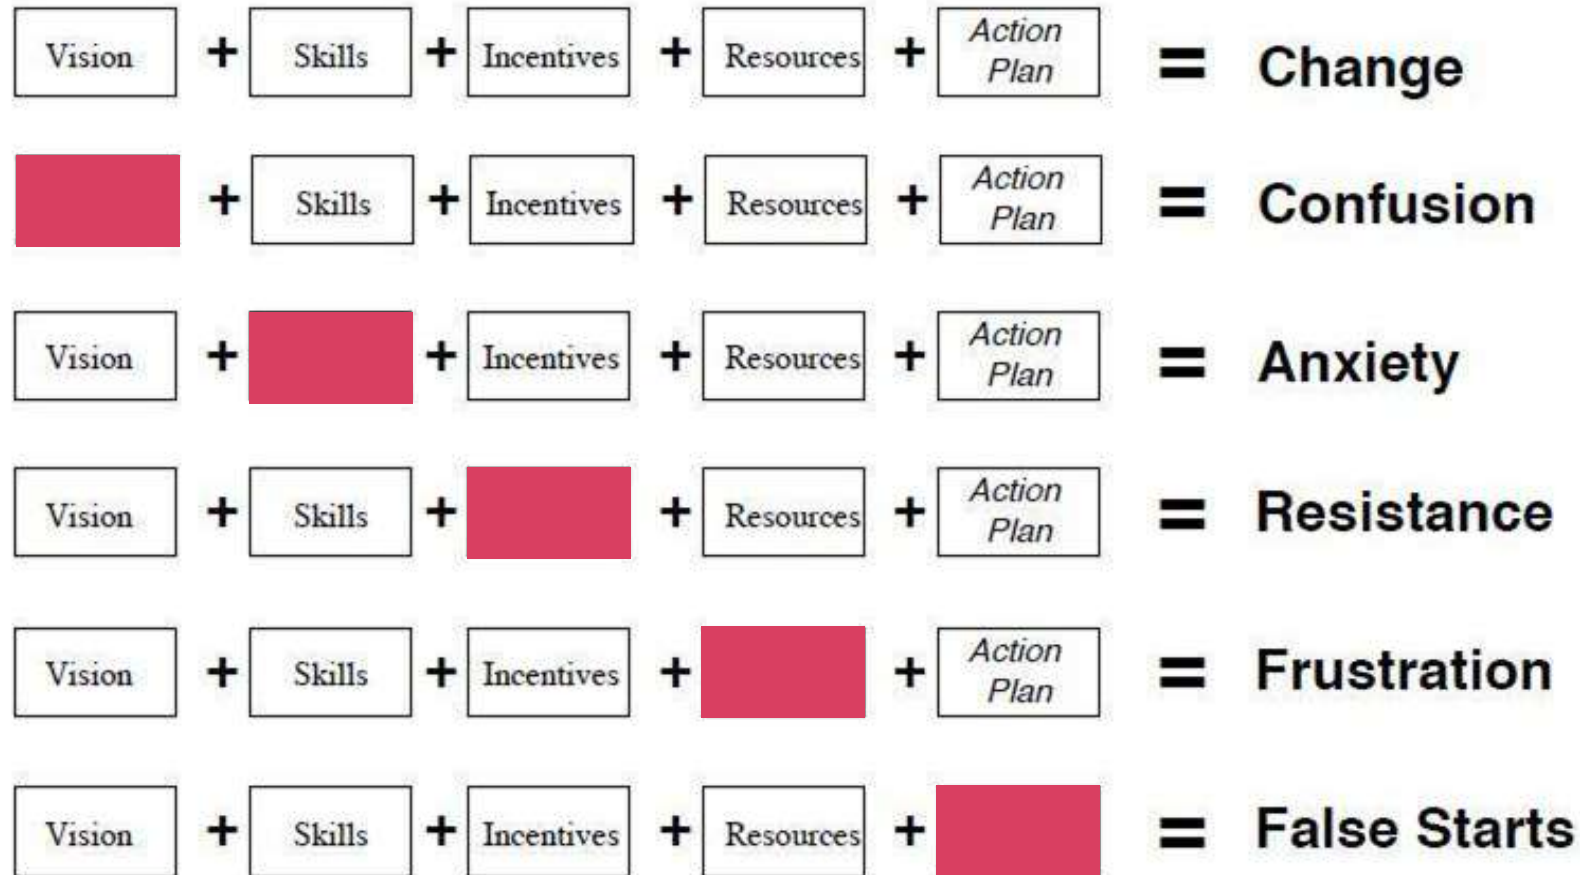 Vision + Skills + Incentives + Resources + Action Plan = Change
+ Skills + Incentives + Resources + Action Plan = Confusion
Vision + + Incentives + Resources + Action Plan = Anxiety
Vision + Skills + + Resources + Action Plan = Resistance
Vision + Skills + Incentives + + Action Plan = Frustration
Vision + Skills + Incentives + Resources + = False Starts